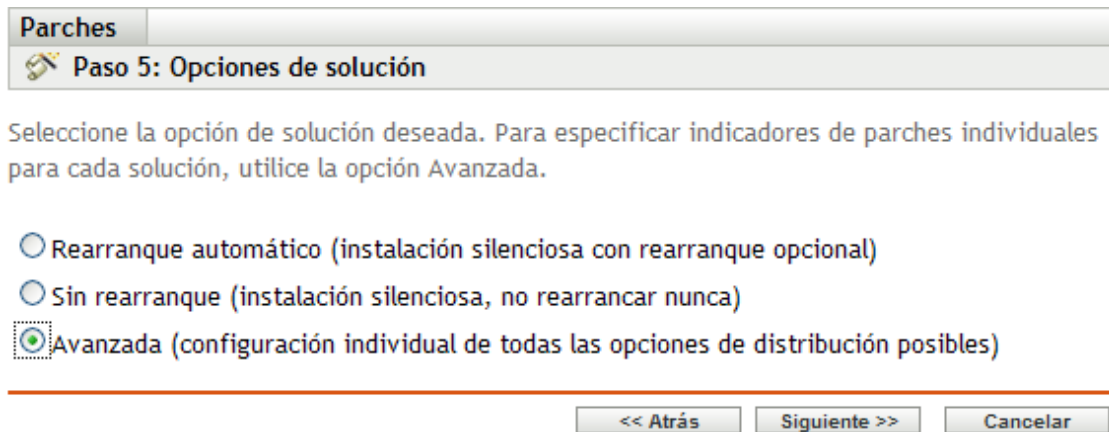 Parches
Paso 5: Opciones de solución
Seleccione la opción de solución deseada. Para especificar indicadores de parches individuales
para cada solución, utilice la opción Avanzada.
Rearranque automático (instalación silenciosa con rearranque opcional)
Sin rearranque (instalación silenciosa, no rearrancar nunca)
Avanzada (configuración individual de todas las opciones de distribución posibles)
<< Atrás Siguiente >> Cancelar